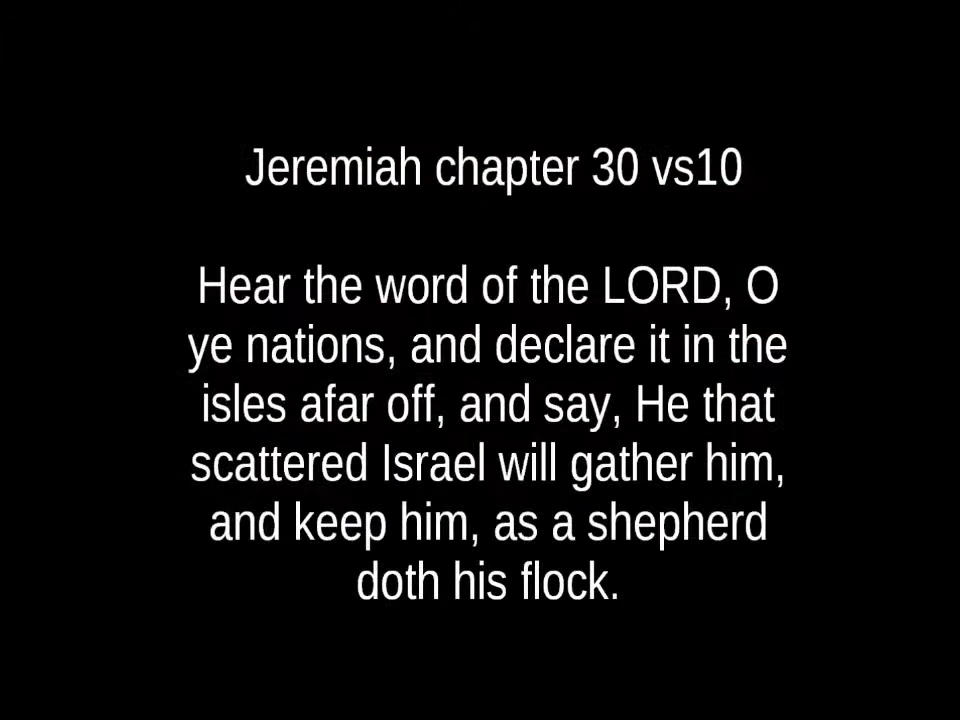 Jeremiah chapter 30 vs10
Hear the word of the LORD, O
ye nations, and declare it in the
isles afar off, and say, He that
scattered Israel will gather him,
and keep him, as a shepherd
doth his flock.